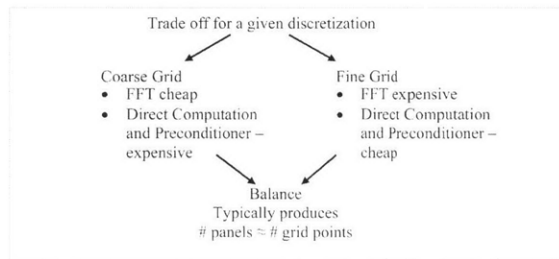 Trade off for a given discretization
Coarse Grid
• FFT cheap
• Direct Computation
and Preconditioner –
expensive
Fine Grid
• FFT expensive
• Direct Computation
and Preconditioner –
cheap
Balance
Typically produces
# panels ≈ # grid points